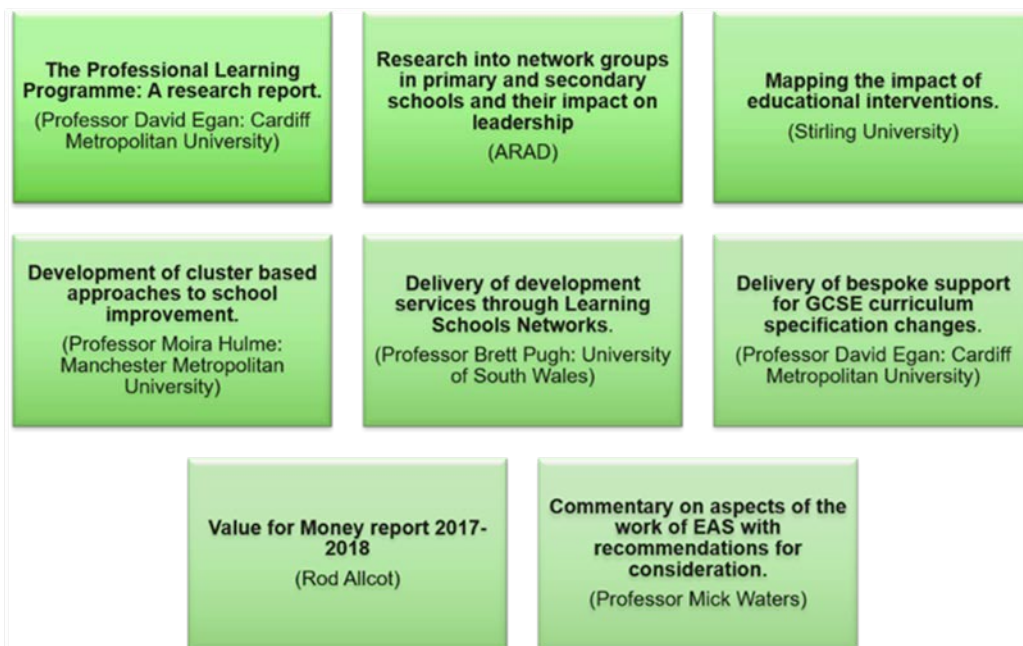 The Professional Learning
Programme: A research report.
(Professor David Egan: Cardiff
Metropolitan University)
Research into network groups
in primary and secondary
schools and their impact on
leadership
(ARAD)
Mapping the impact of
educational interventions.
(Stirling University)
Development of cluster based
approaches to school
improvement.
(Professor Moira Hulme:
Manchester Metropolitan
University)
Delivery of development
services through Learning
Schools Networks.
(Professor Brett Pugh: University
of South Wales)
Delivery of bespoke support
for GCSE curriculum
specification changes.
(Professor David Egan: Cardiff
Metropolitan University)
Value for Money report 2017-
2018
(Rod Allcot)
Commentary on aspects of the
work of EAS with
recommendations for
consideration.
(Professor Mick Waters)